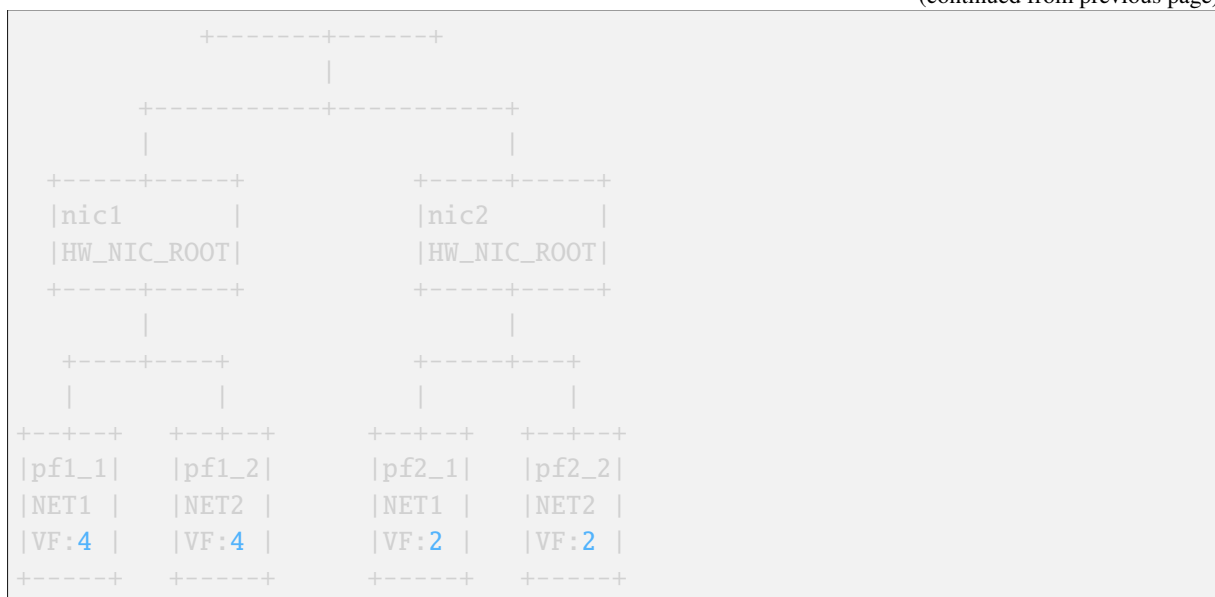 (continued from previous page)
+-------+------+
|
+------------+------------+
| |
+-----+-----+ +-----+-----+
|nic1 | |nic2 |
|HW_NIC_ROOT| |HW_NIC_ROOT|
+-----+-----+ +-----+-----+
| |
+----+----+ +-----+---+
| | | |
+--+--+ +--+--+ +--+--+ +--+--+
|pf1_1| |pf1_2| |pf2_1| |pf2_2|
|NET1 | |NET2 | |NET1 | |NET2 |
|VF:4 | |VF:4 | |VF:2 | |VF:2 |
+-----+ +-----+ +-----+ +-----+